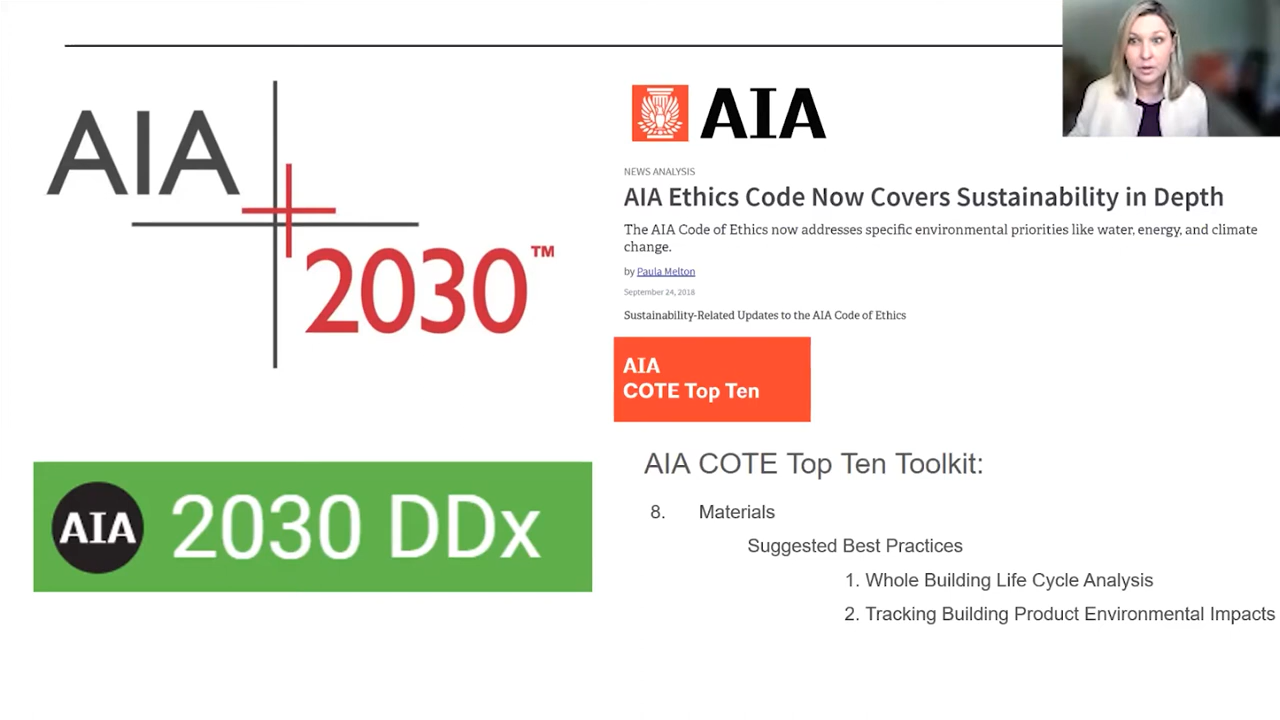 AIA
2030™
AIA
NEWS ANALYSIS
AIA Ethics Code Now Covers Sustainability in Depth
The AIA Code of Ethics now addresses specific environmental priorities like water, energy, and climate
change.
by Paula Melton
September 24, 2018
Sustainability-Related Updates to the AIA Code of Ethics
AIA
COTE Top Ten
AIA 2030 DDx
AIA COTE Top Ten Toolkit:
8. Materials
Suggested Best Practices
1. Whole Building Life Cycle Analysis
2. Tracking Building Product Environmental Impacts